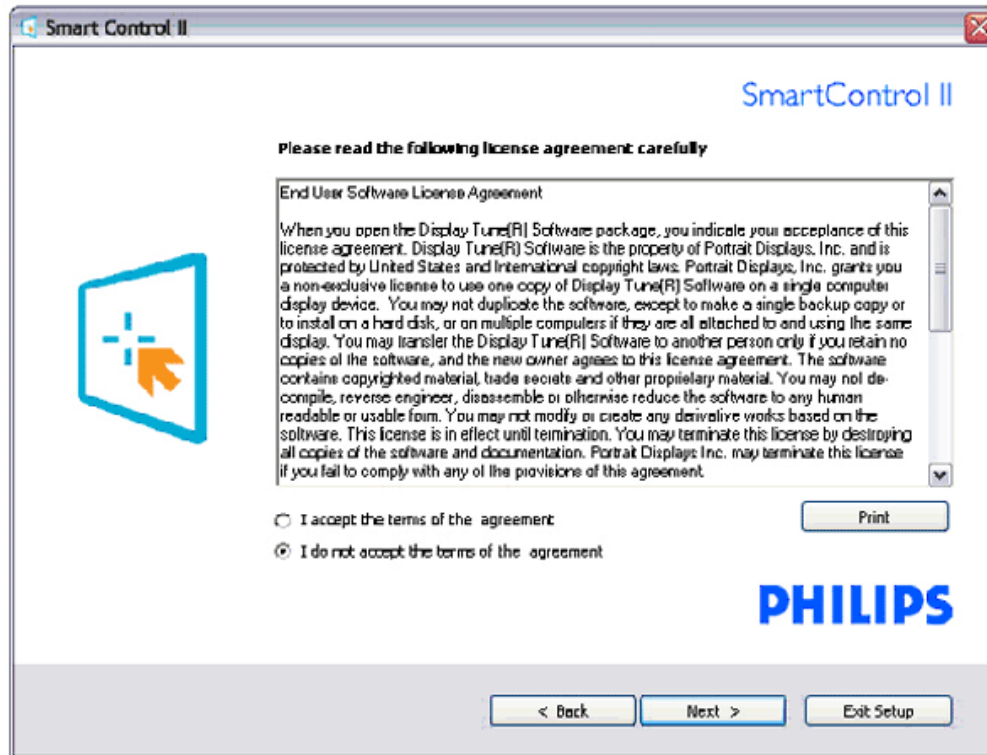 Smart Control II
SmartControl II
Please read the following license agreement carefully
End User Software License Agreement
When you open the Display Tune(R) Software package, you indicate your acceptance of this
license agreement. Display Tune(R) Software is the property of Portrait Displays, Inc. and is
protected by United States and International copyright laws. Portrait Displays, Inc. grants you
a non-exclusive license to use one copy of Display Tune(R) Software on a single computer
display device. You may not duplicate the software, except to make a single backup copy or
to install on a hard disk, or on multiple computers if they are all attached to and using the same
display. You may transfer the Display Tune(R) Software to another person only if you retain no
copies of the software, and the new owner agrees to this license agreement. The software
contains copyrighted material, trade secrets and other proprietary material. You may not de-
compile, reverse engineer, disassemble or otherwise reduce the software to any human
readable or usable form. You may not modify or create any derivative works based on the
software. This license is in effect until termination. You may terminate this license by destroying
all copies of the software and documentation. Portrait Displays Inc. may terminate this license
if you fail to comply with any of the provisions of this agreement.
I accept the terms of the agreement
Print
I do not accept the terms of the agreement
PHILIPS
< Back
Next >
Exit Setup